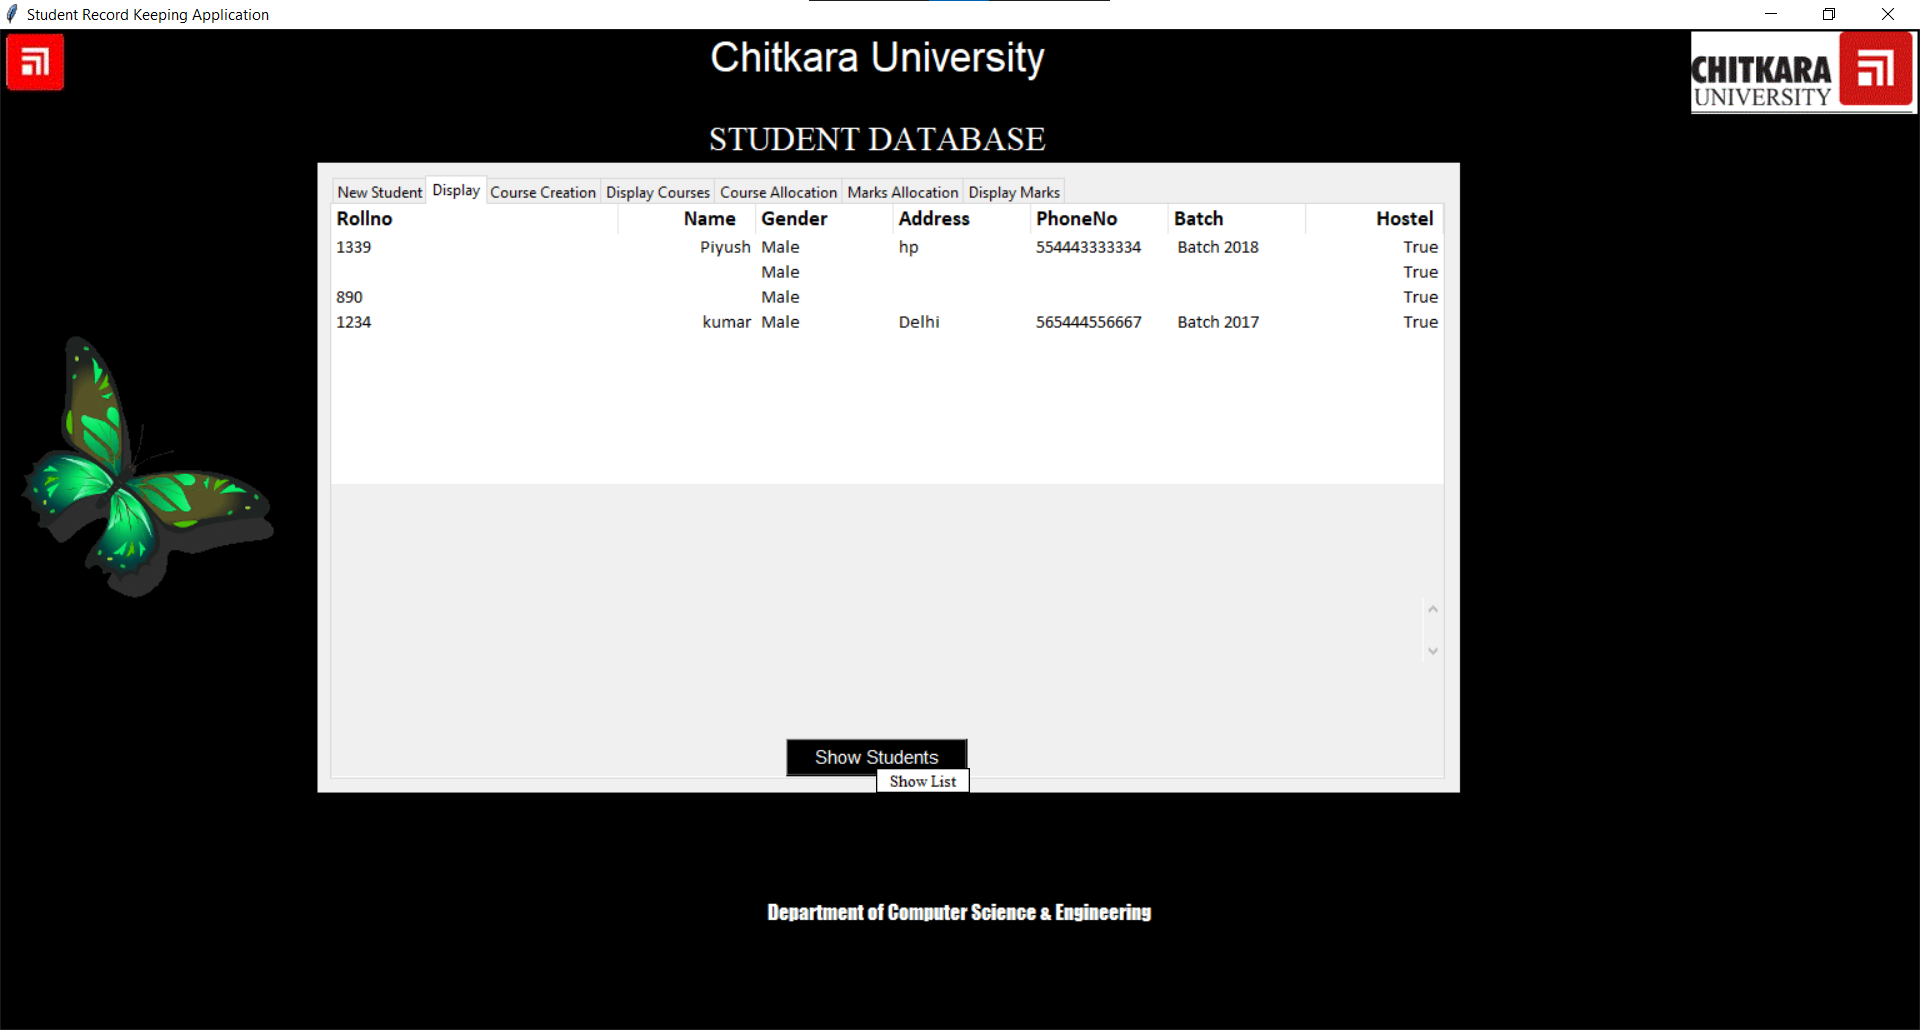 Student Record Keeping Application
Chitkara University
CHITKARA
UNIVERSITY
STUDENT DATABASE
New Student Display Course Creation Display Courses Course Allocation Marks Allocation Display Marks
Rollno Name Gender Address PhoneNo Batch Hostel
1339 Piyush Male hp 554443333334 Batch 2018 True
Male True
890 Male True
1234 kumar Male Delhi 565444556667 Batch 2017 True
Show Students
Show List
Department of Computer Science & Engineering